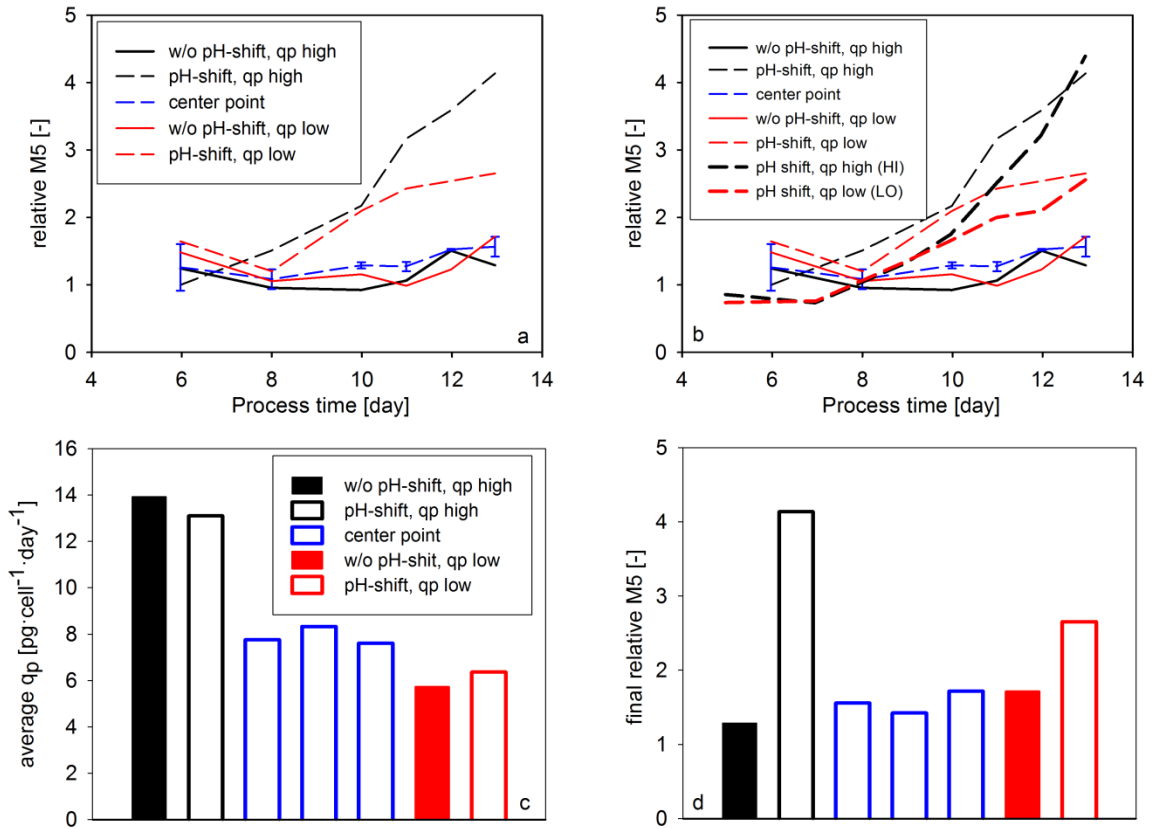 5
4
3
2
1
0
relative M5 [-]
w/o pH-shift, qp high
pH-shift, qp high
center point
w/o pH-shift, qp low
pH-shift, qp low
a
4 6 8 10 12 14
Process time [day]
5
4
3
2
1
0
relative M5 [-]
w/o pH-shift, qp high
pH-shift, qp high
center point
w/o pH-shift, qp low
pH-shift, qp low
pH shift, qp high (HI)
pH shift, qp low (LO)
b
4 6 8 10 12 14
Process time [day]
16
14
12
10
8
6
4
2
0
average qp [pg·cell⁻¹·day⁻¹]
w/o pH-shift, qp high
pH-shift, qp high
center point
w/o pH-shit, qp low
pH-shift, qp low
c
5
4
3
2
1
0
final relative M5 [-]
d